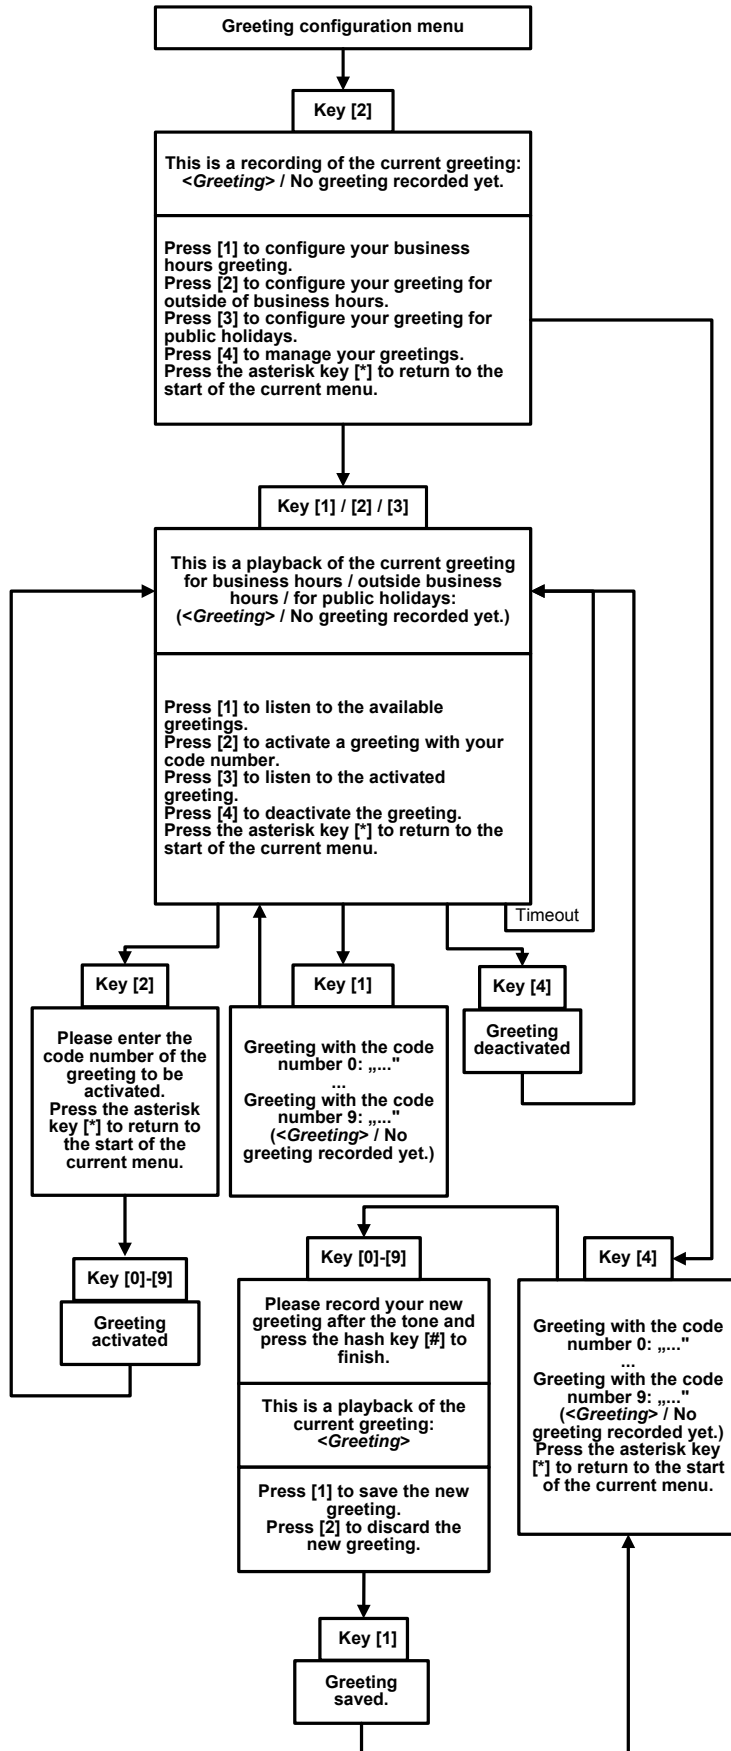 Greeting configuration menu
Key [2]
This is a recording of the current greeting:
<Greeting> / No greeting recorded yet.
Press [1] to configure your business
hours greeting.
Press [2] to configure your greeting for
outside of business hours.
Press [3] to configure your greeting for
public holidays.
Press [4] to manage your greetings.
Press the asterisk key [*] to return to the
start of the current menu.
Key [1] / [2] / [3]
This is a playback of the current greeting
for business hours / outside business
hours / for public holidays:
(<Greeting> / No greeting recorded yet.)
Press [1] to listen to the available
greetings.
Press [2] to activate a greeting with your
code number.
Press [3] to listen to the activated
greeting.
Press [4] to deactivate the greeting.
Press the asterisk key [*] to return to the
start of the current menu.
Timeout
Key [2]
Please enter the
code number of the
greeting to be
activated.
Press the asterisk
key [*] to return to
the start of the
current menu.
Key [1]
Greeting with the code
number 0: „..."
...
Greeting with the code
number 9: „..."
(<Greeting> / No
greeting recorded yet.)
Key [4]
Greeting
deactivated
Key [0]-[9]
Greeting
activated
Key [0]-[9]
Please record your new
greeting after the tone and
press the hash key [#] to
finish.
This is a playback of the
current greeting:
<Greeting>
Press [1] to save the new
greeting.
Press [2] to discard the
new greeting.
Key [4]
Greeting with the code
number 0: „..."
...
Greeting with the code
number 9: „..."
(<Greeting> / No
greeting recorded yet.)
Press the asterisk key
[*] to return to the start
of the current menu.
Key [1]
Greeting
saved.